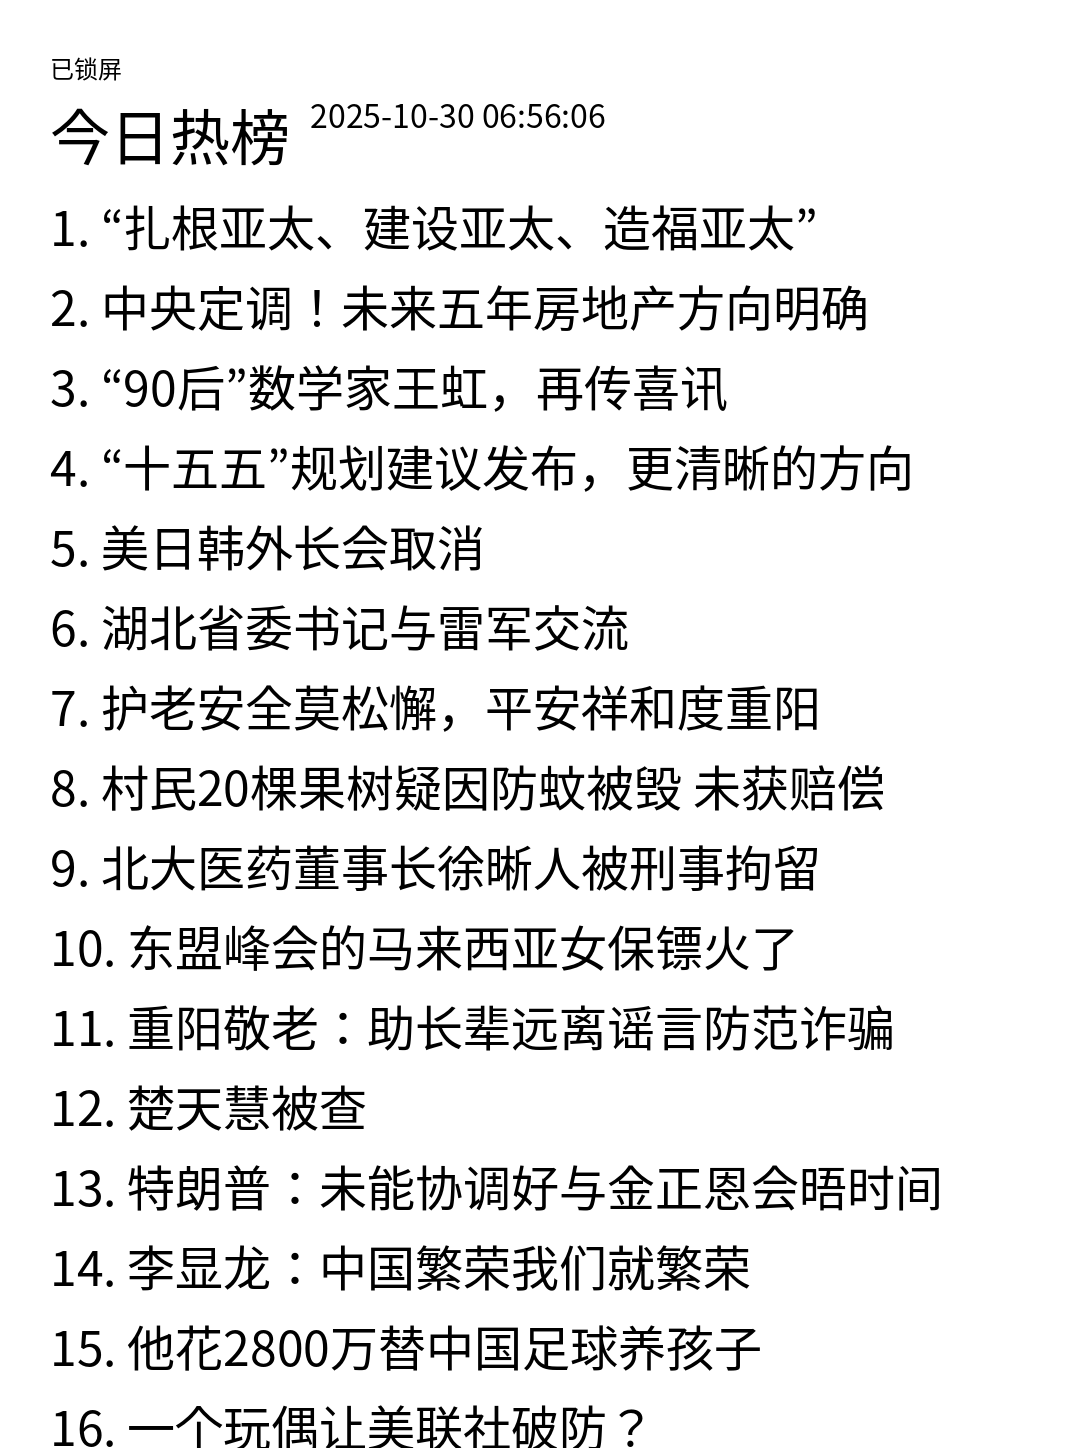 已锁屏
今日热榜 2025-10-30 06:56:06
1. “扎根亚太、建设亚太、造福亚太”
2. 中央定调！未来五年房地产方向明确
3. “90后”数学家王虹，再传喜讯
4. “十五五”规划建议发布，更清晰的方向
5. 美日韩外长会取消
6. 湖北省委书记与雷军交流
7. 护老安全莫松懈，平安祥和度重阳
8. 村民20棵果树疑因防蚊被毁 未获赔偿
9. 北大医药董事长徐晰人被刑事拘留
10. 东盟峰会的马来西亚女保镖火了
11. 重阳敬老：助长辈远离谣言防范诈骗
12. 楚天慧被查
13. 特朗普：未能协调好与金正恩会晤时间
14. 李显龙：中国繁荣我们就繁荣
15. 他花2800万替中国足球养孩子
16. 一个玩偶让美联社破防？